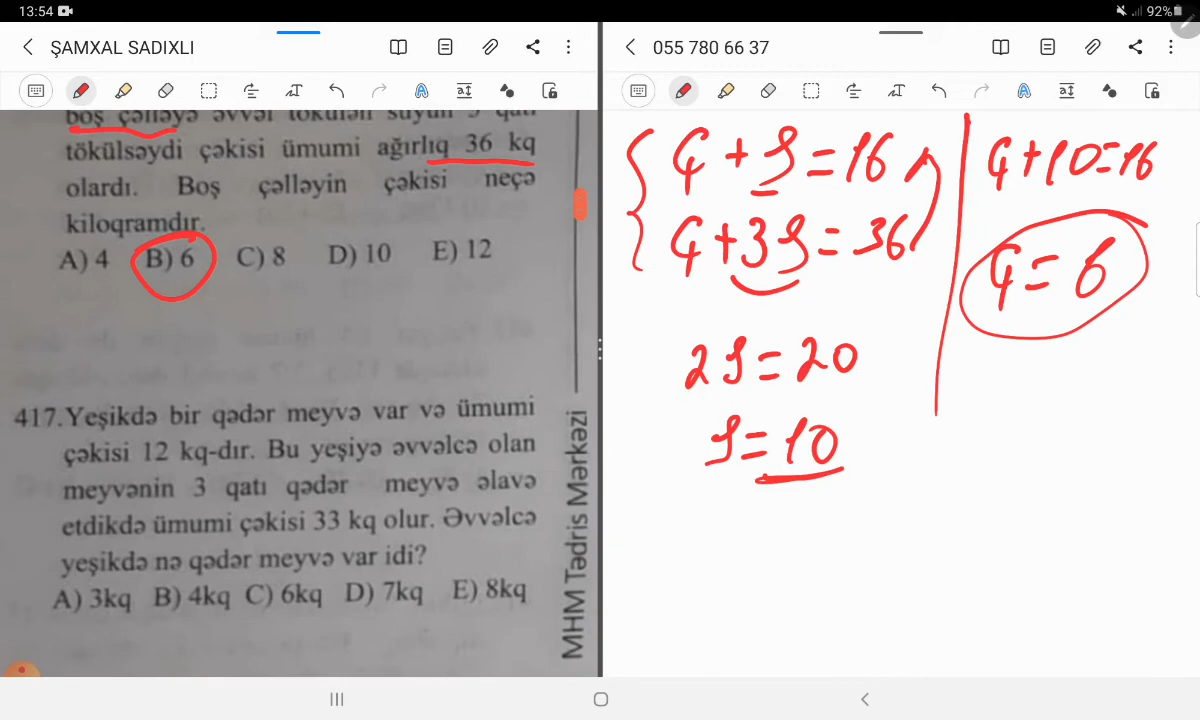 13:54
92%
ŞAMXAL SADIXLI
055 780 66 37
boş çəlləyə əvvəl tökülən suyun 3 qatı
tökülsəydi çəkisi ümumi ağırlıq 36 kq
olardı. Boş çəlləyin çəkisi neçə
kiloqramdır.
A) 4 B) 6 C) 8 D) 10 E) 12
417.Yeşikdə bir qədər meyvə var və ümumi
çəkisi 12 kq-dır. Bu yeşiyə əvvəlcə olan
meyvənin 3 qatı qədər meyvə əlavə
etdikdə ümumi çəkisi 33 kq olur. Əvvəlcə
yeşikdə nə qədər meyvə var idi?
A) 3kq B) 4kq C) 6kq D) 7kq E) 8kq
MHM Tədris Mərkəzi
Ç + S = 16
Ç + 3S = 36
2S = 20
S = 10
Ç + 10 = 16
Ç = 6